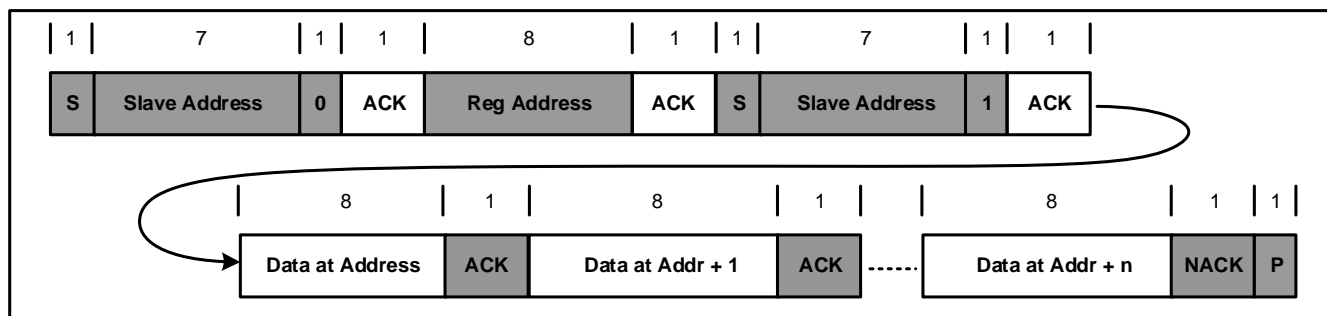 1 7 1 1 8 1 1 7 1 1
S Slave Address 0 ACK Reg Address ACK S Slave Address 1 ACK
8 1 8 1 8 1 1
Data at Address ACK Data at Addr + 1 ACK Data at Addr + n NACK P